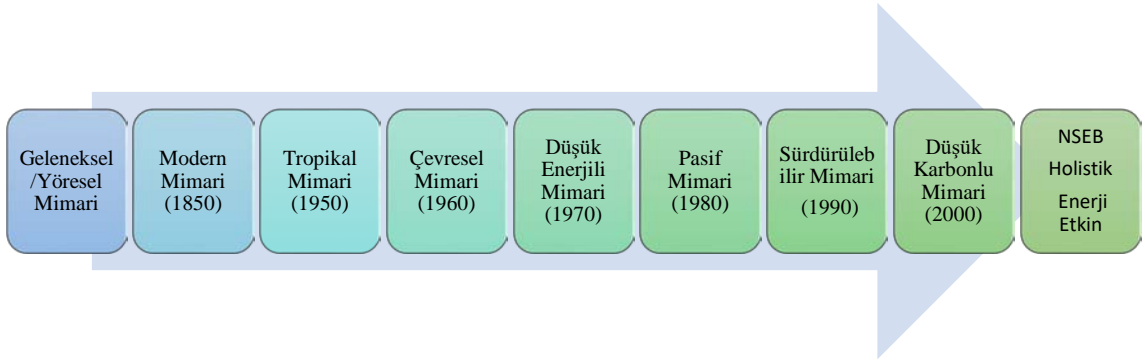 Geleneksel
/Yöresel
Mimari
Modern
Mimari
(1850)
Tropikal
Mimari
(1950)
Çevresel
Mimari
(1960)
Düşük
Enerjili
Mimari
(1970)
Pasif
Mimari
(1980)
Sürdürüleb
ilir Mimari
(1990)
Düşük
Karbonlu
Mimari
(2000)
NSEB
Holistik
Enerji
Etkin